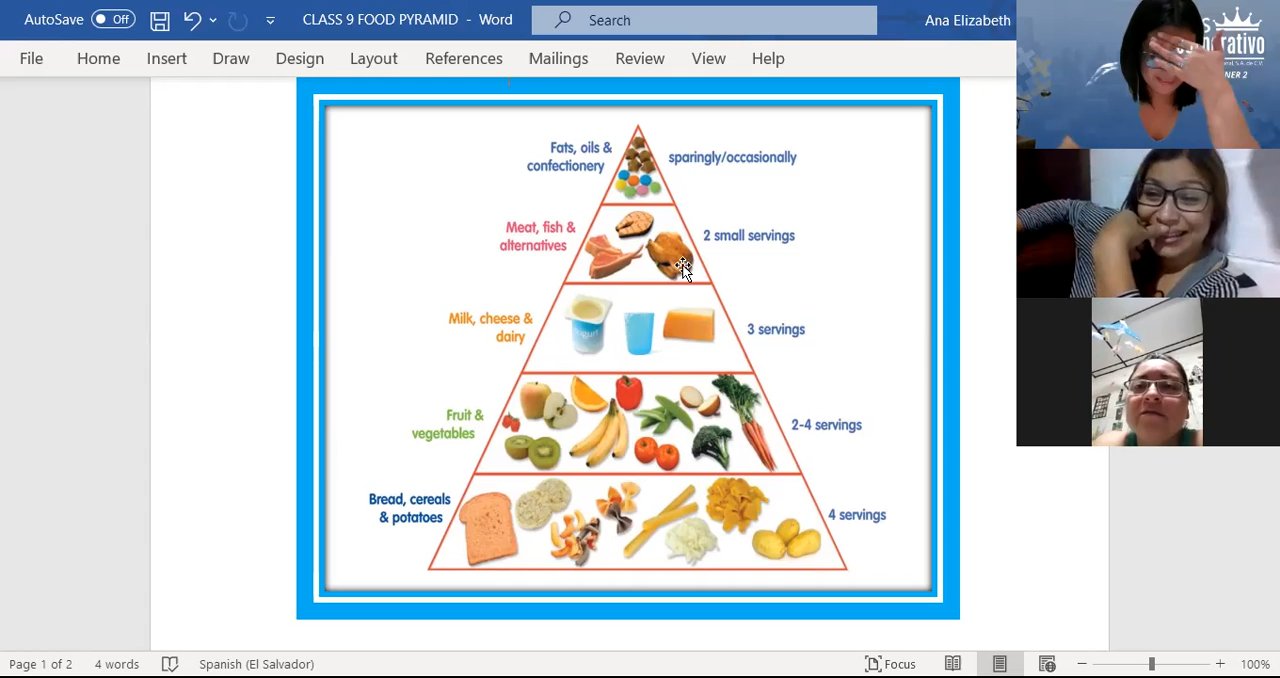 AutoSave Off CLASS 9 FOOD PYRAMID - Word Search Ana Elizabeth
File Home Insert Draw Design Layout References Mailings Review View Help
Fats, oils &
confectionery
sparingly/occasionally
Meat, fish &
alternatives
2 small servings
Milk, cheese &
dairy
3 servings
Fruit &
vegetables
2-4 servings
Bread, cereals
& potatoes
4 servings
Page 1 of 2 4 words Spanish (El Salvador) Focus 100%